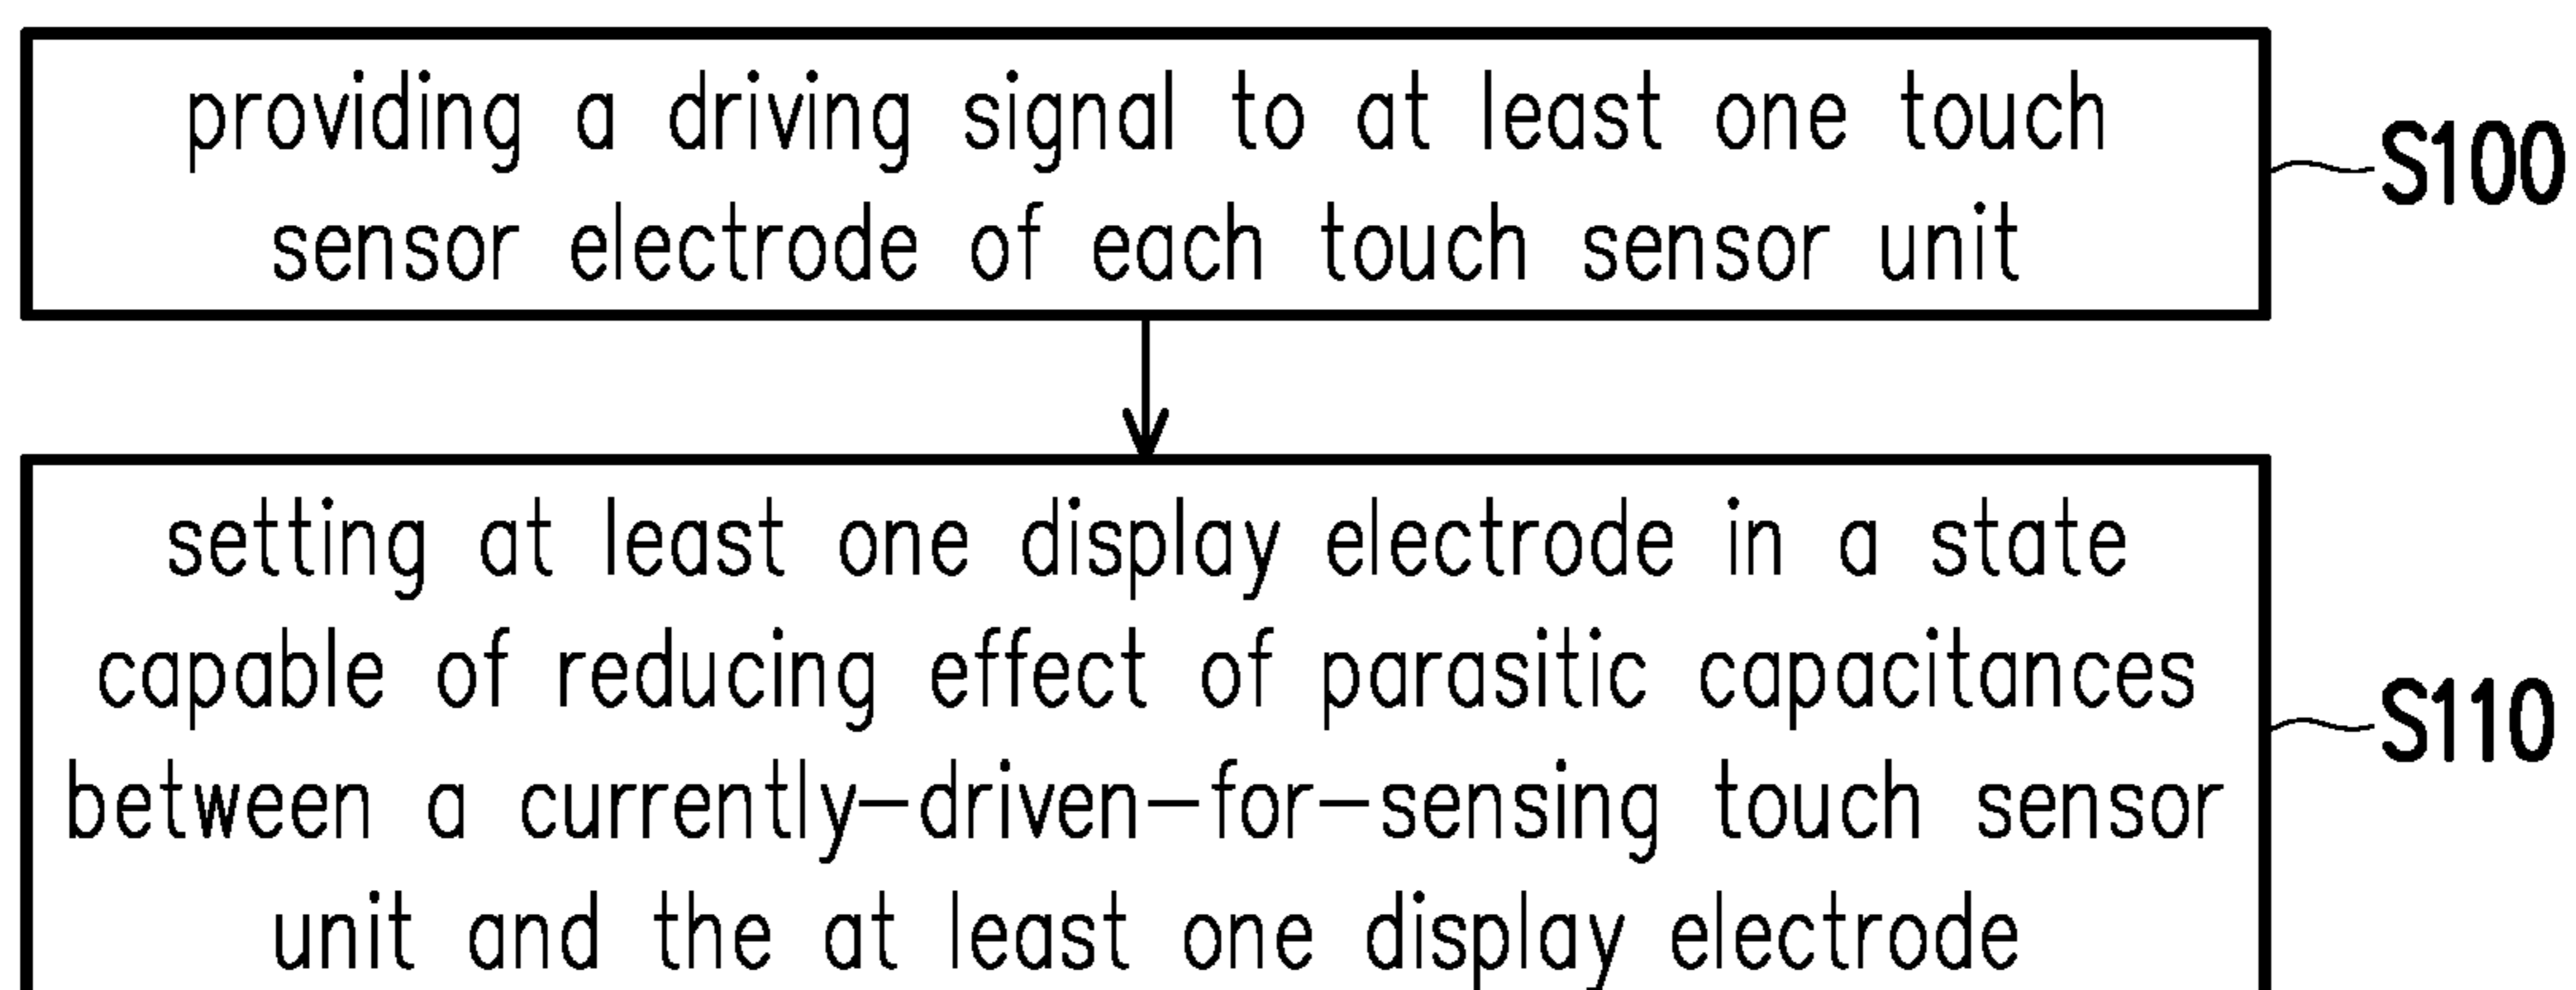 providing a driving signal to at least one touch
sensor electrode of each touch sensor unit
S100
setting at least one display electrode in a state
capable of reducing effect of parasitic capacitances
between a currently-driven-for-sensing touch sensor
unit and the at least one display electrode
S110